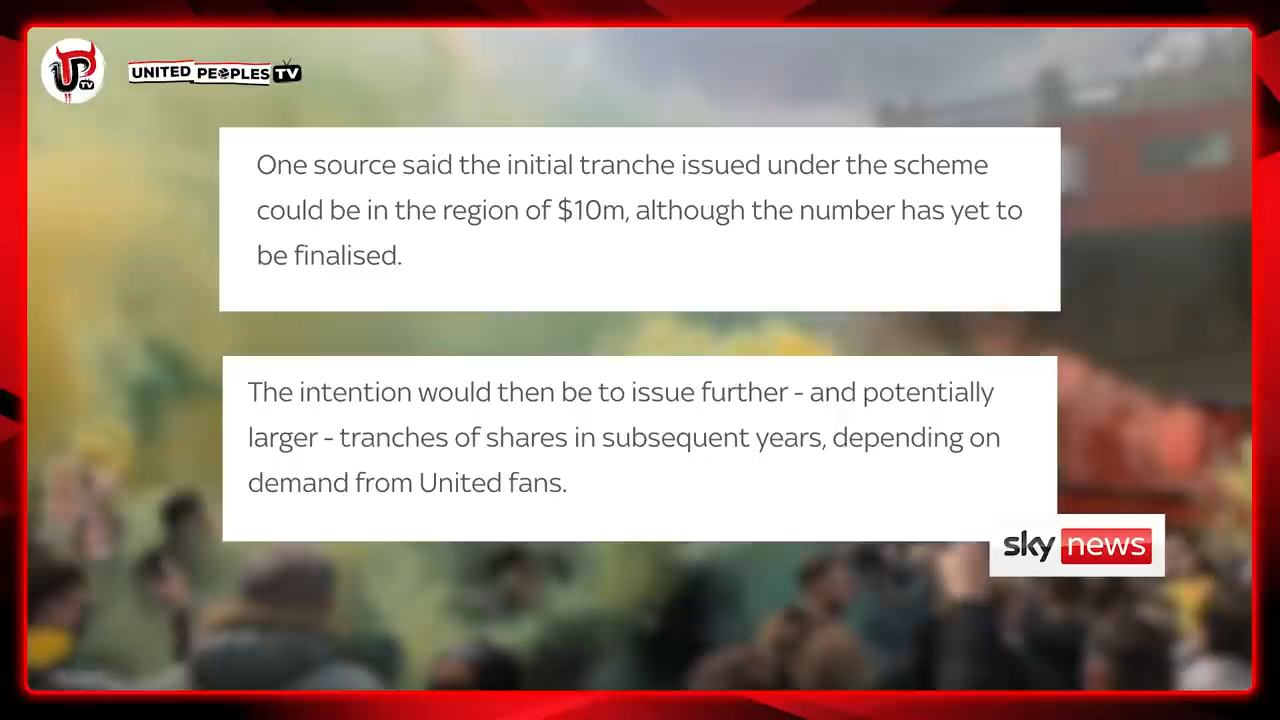 UP
TV
UNITED PEOPLES TV
One source said the initial tranche issued under the scheme
could be in the region of $10m, although the number has yet to
be finalised.
The intention would then be to issue further - and potentially
larger - tranches of shares in subsequent years, depending on
demand from United fans.
sky news